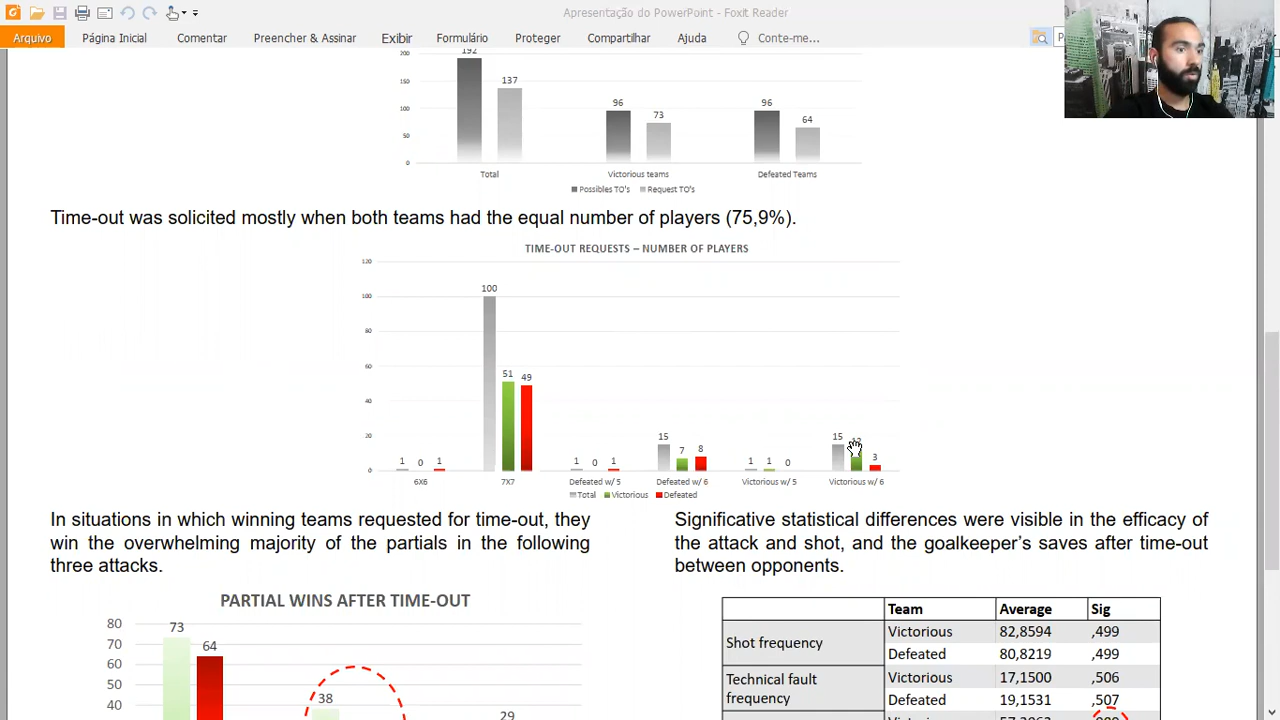 Apresentação do PowerPoint - Foxit Reader
Arquivo Página Inicial Comentar Preencher & Assinar Exibir Formulário Proteger Compartilhar Ajuda Conte-me...
200
150
100
50
0
192 137 96 73 96 64
Total Victorious teams Defeated Teams
Possibles TO's Request TO's
Time-out was solicited mostly when both teams had the equal number of players (75,9%).
TIME-OUT REQUESTS – NUMBER OF PLAYERS
120
100
80
60
40
20
0
1 0 1 100 51 49 1 0 1 15 7 8 1 1 0 15 3
6X6 7X7 Defeated w/ 5 Defeated w/ 6 Victorious w/ 5 Victorious w/ 6
Total Victorious Defeated
In situations in which winning teams requested for time-out, they
win the overwhelming majority of the partials in the following
three attacks.
PARTIAL WINS AFTER TIME-OUT
80
70
60
50
40
73 64 38 29
Significative statistical differences were visible in the efficacy of
the attack and shot, and the goalkeeper's saves after time-out
between opponents.
Team Average Sig
Shot frequency
Victorious 82,8594 ,499
Defeated 80,8219 ,499
Technical fault
frequency
Victorious 17,1500 ,506
Defeated 19,1531 ,507